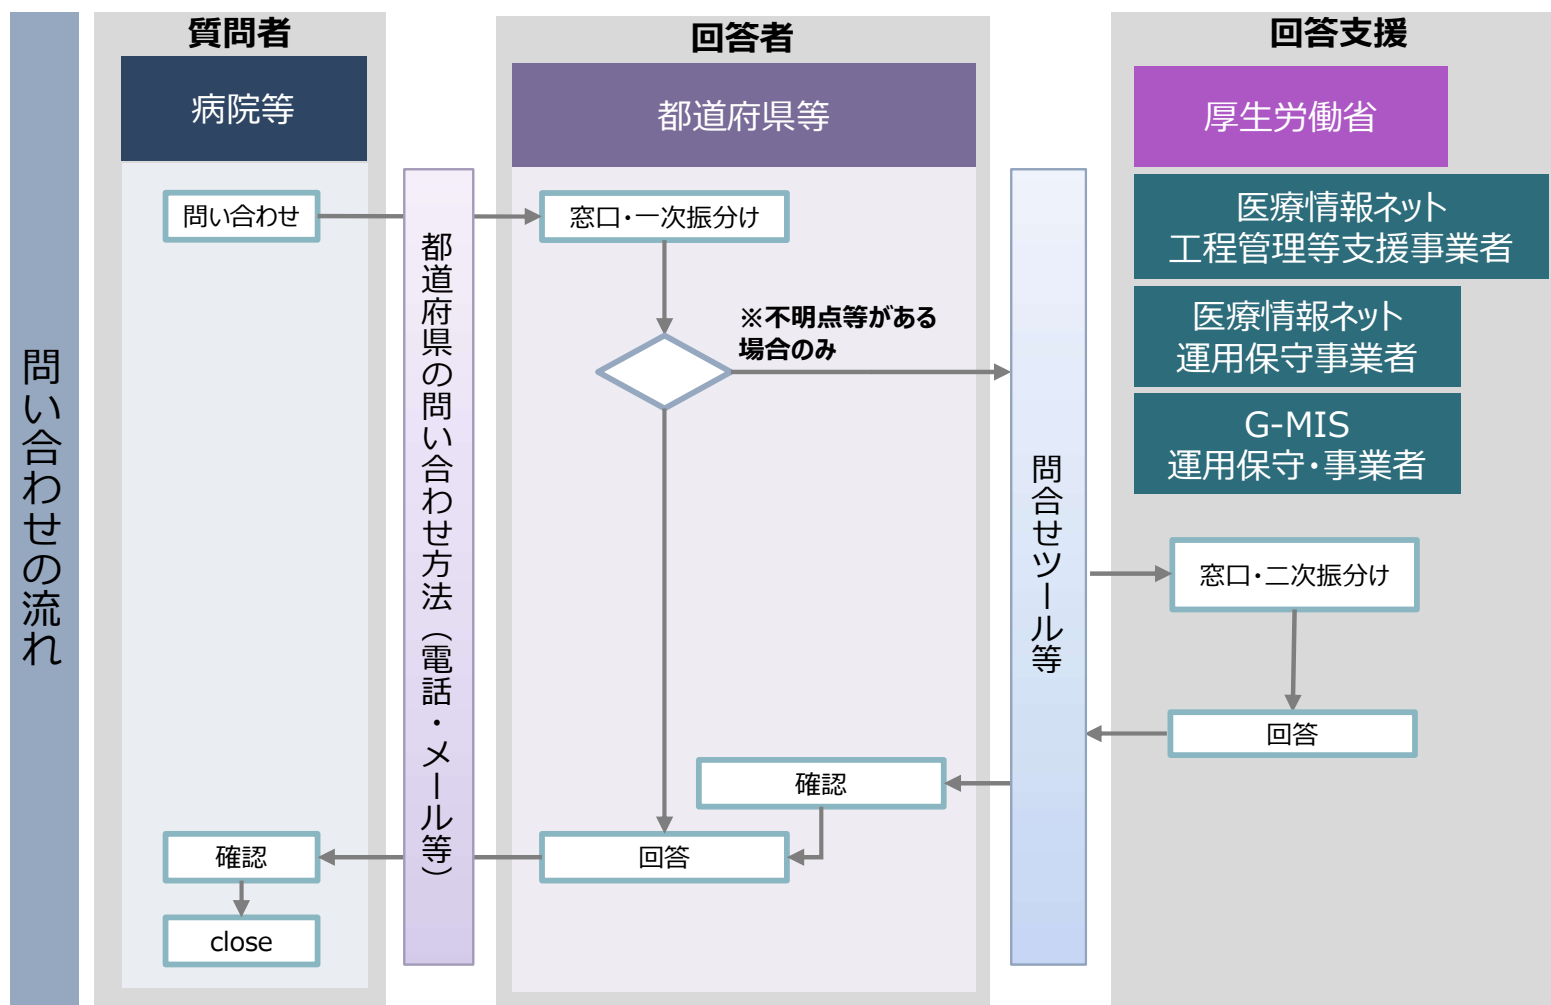 問い合わせの流れ
質問者
病院等
問い合わせ
確認
close
都道府県の問い合わせ方法（電話・メール等）
回答者
都道府県等
窓口・一次振分け
※不明点等がある
場合のみ
確認
回答
問合せツール等
回答支援
厚生労働省
医療情報ネット
工程管理等支援事業者
医療情報ネット
運用保守事業者
G-MIS
運用保守・事業者
窓口・二次振分け
回答